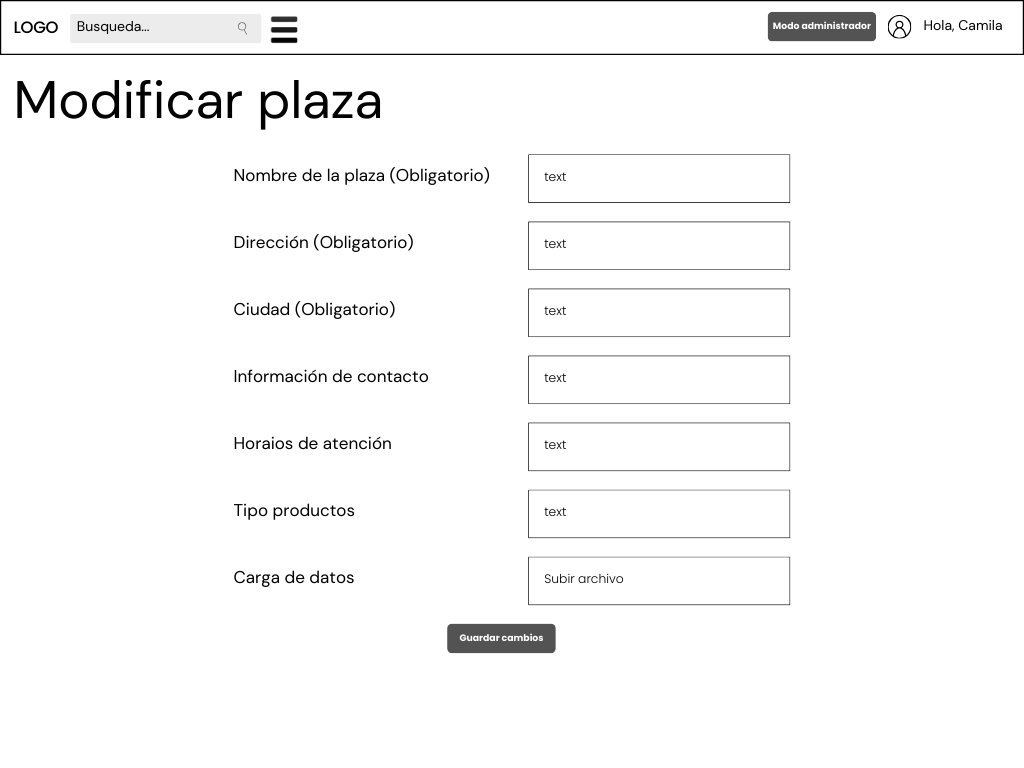 LOGO
Busqueda...
Modo administrador
Hola, Camila
Modificar plaza
Nombre de la plaza (Obligatorio)
text
Dirección (Obligatorio)
text
Ciudad (Obligatorio)
text
Información de contacto
text
Horaios de atención
text
Tipo productos
text
Carga de datos
Subir archivo
Guardar cambios